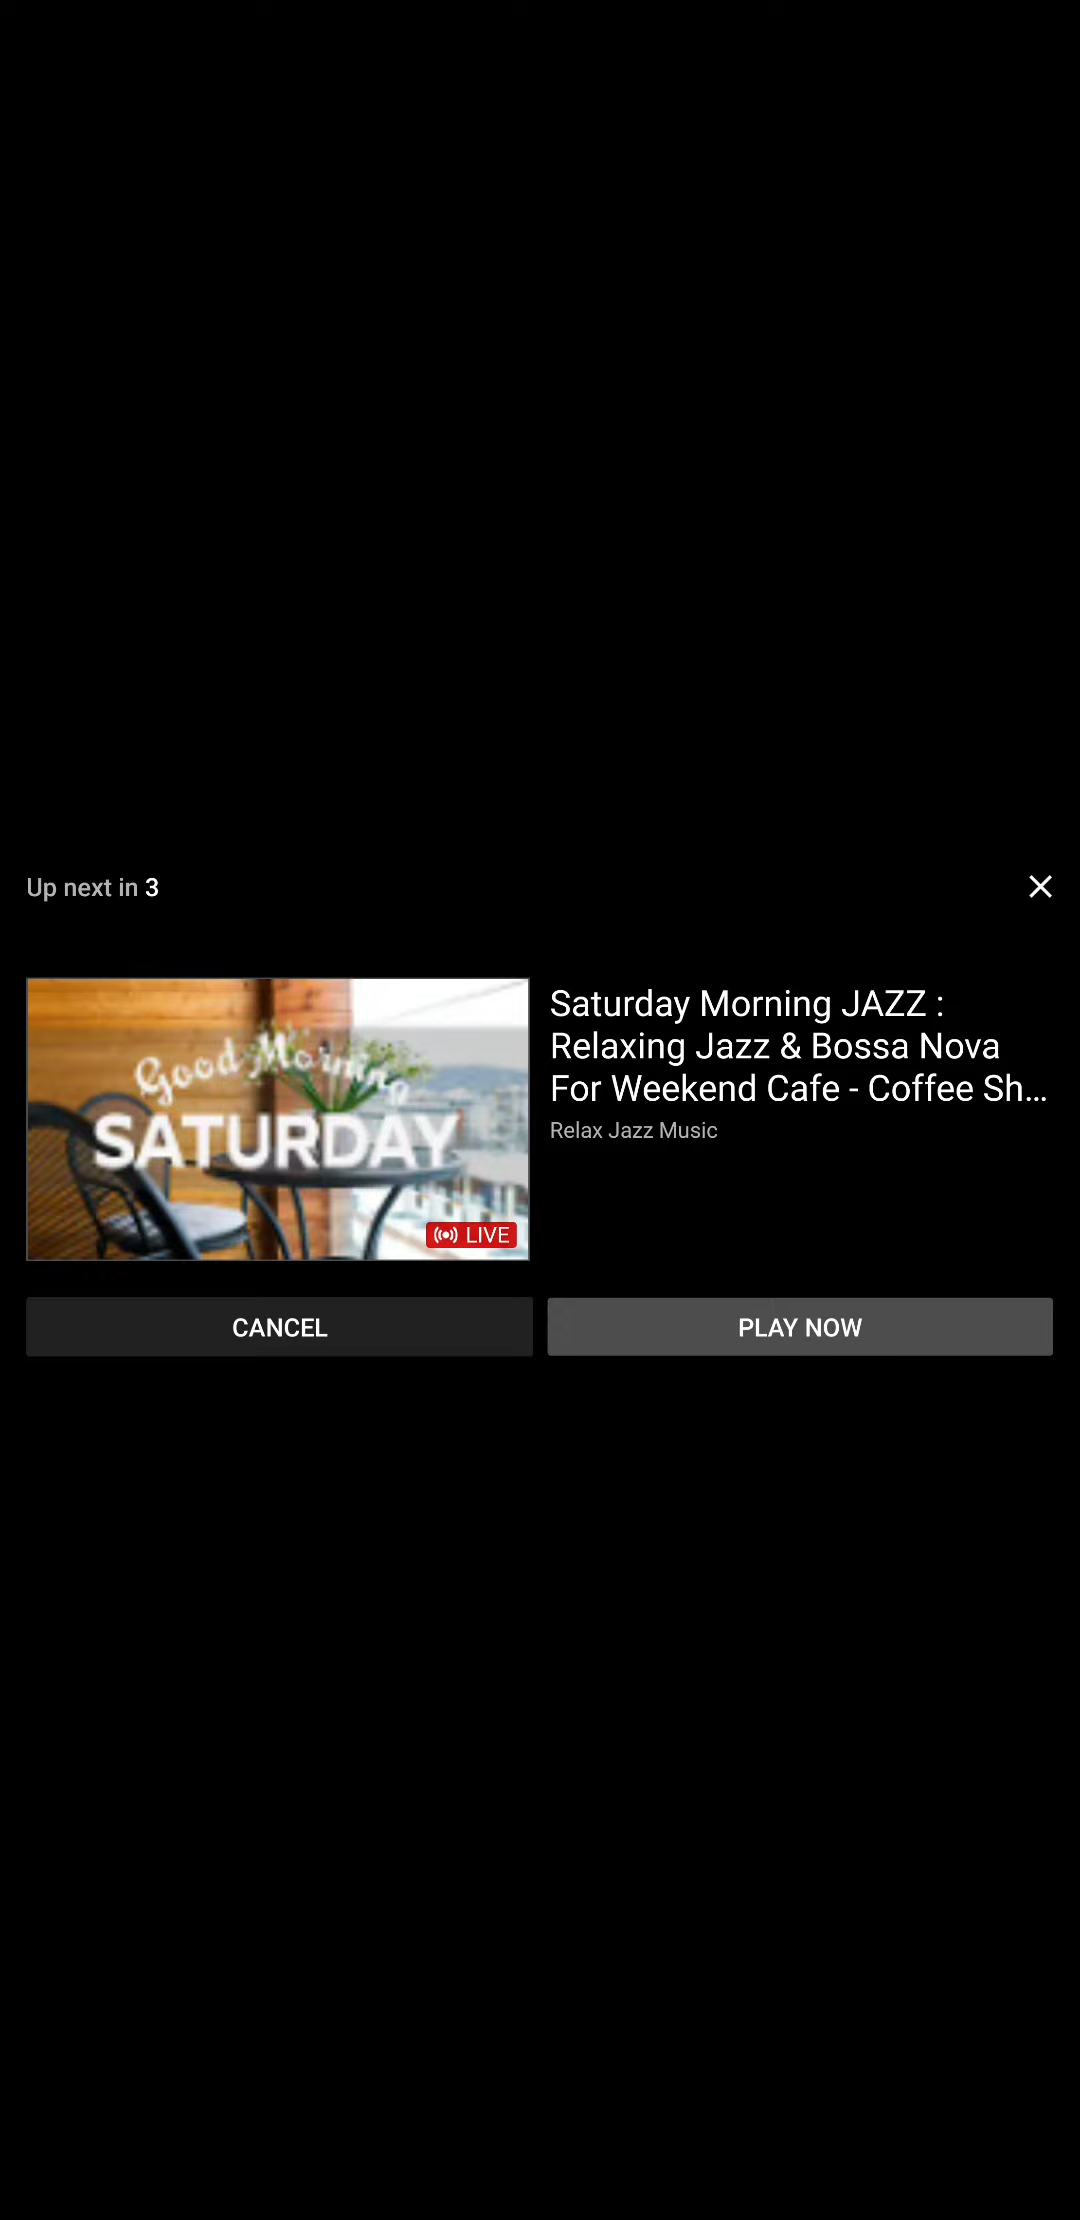 Up next in 3
Good Morning
SATURDAY
LIVE
Saturday Morning JAZZ :
Relaxing Jazz & Bossa Nova
For Weekend Cafe - Coffee Sh...
Relax Jazz Music
CANCEL
PLAY NOW